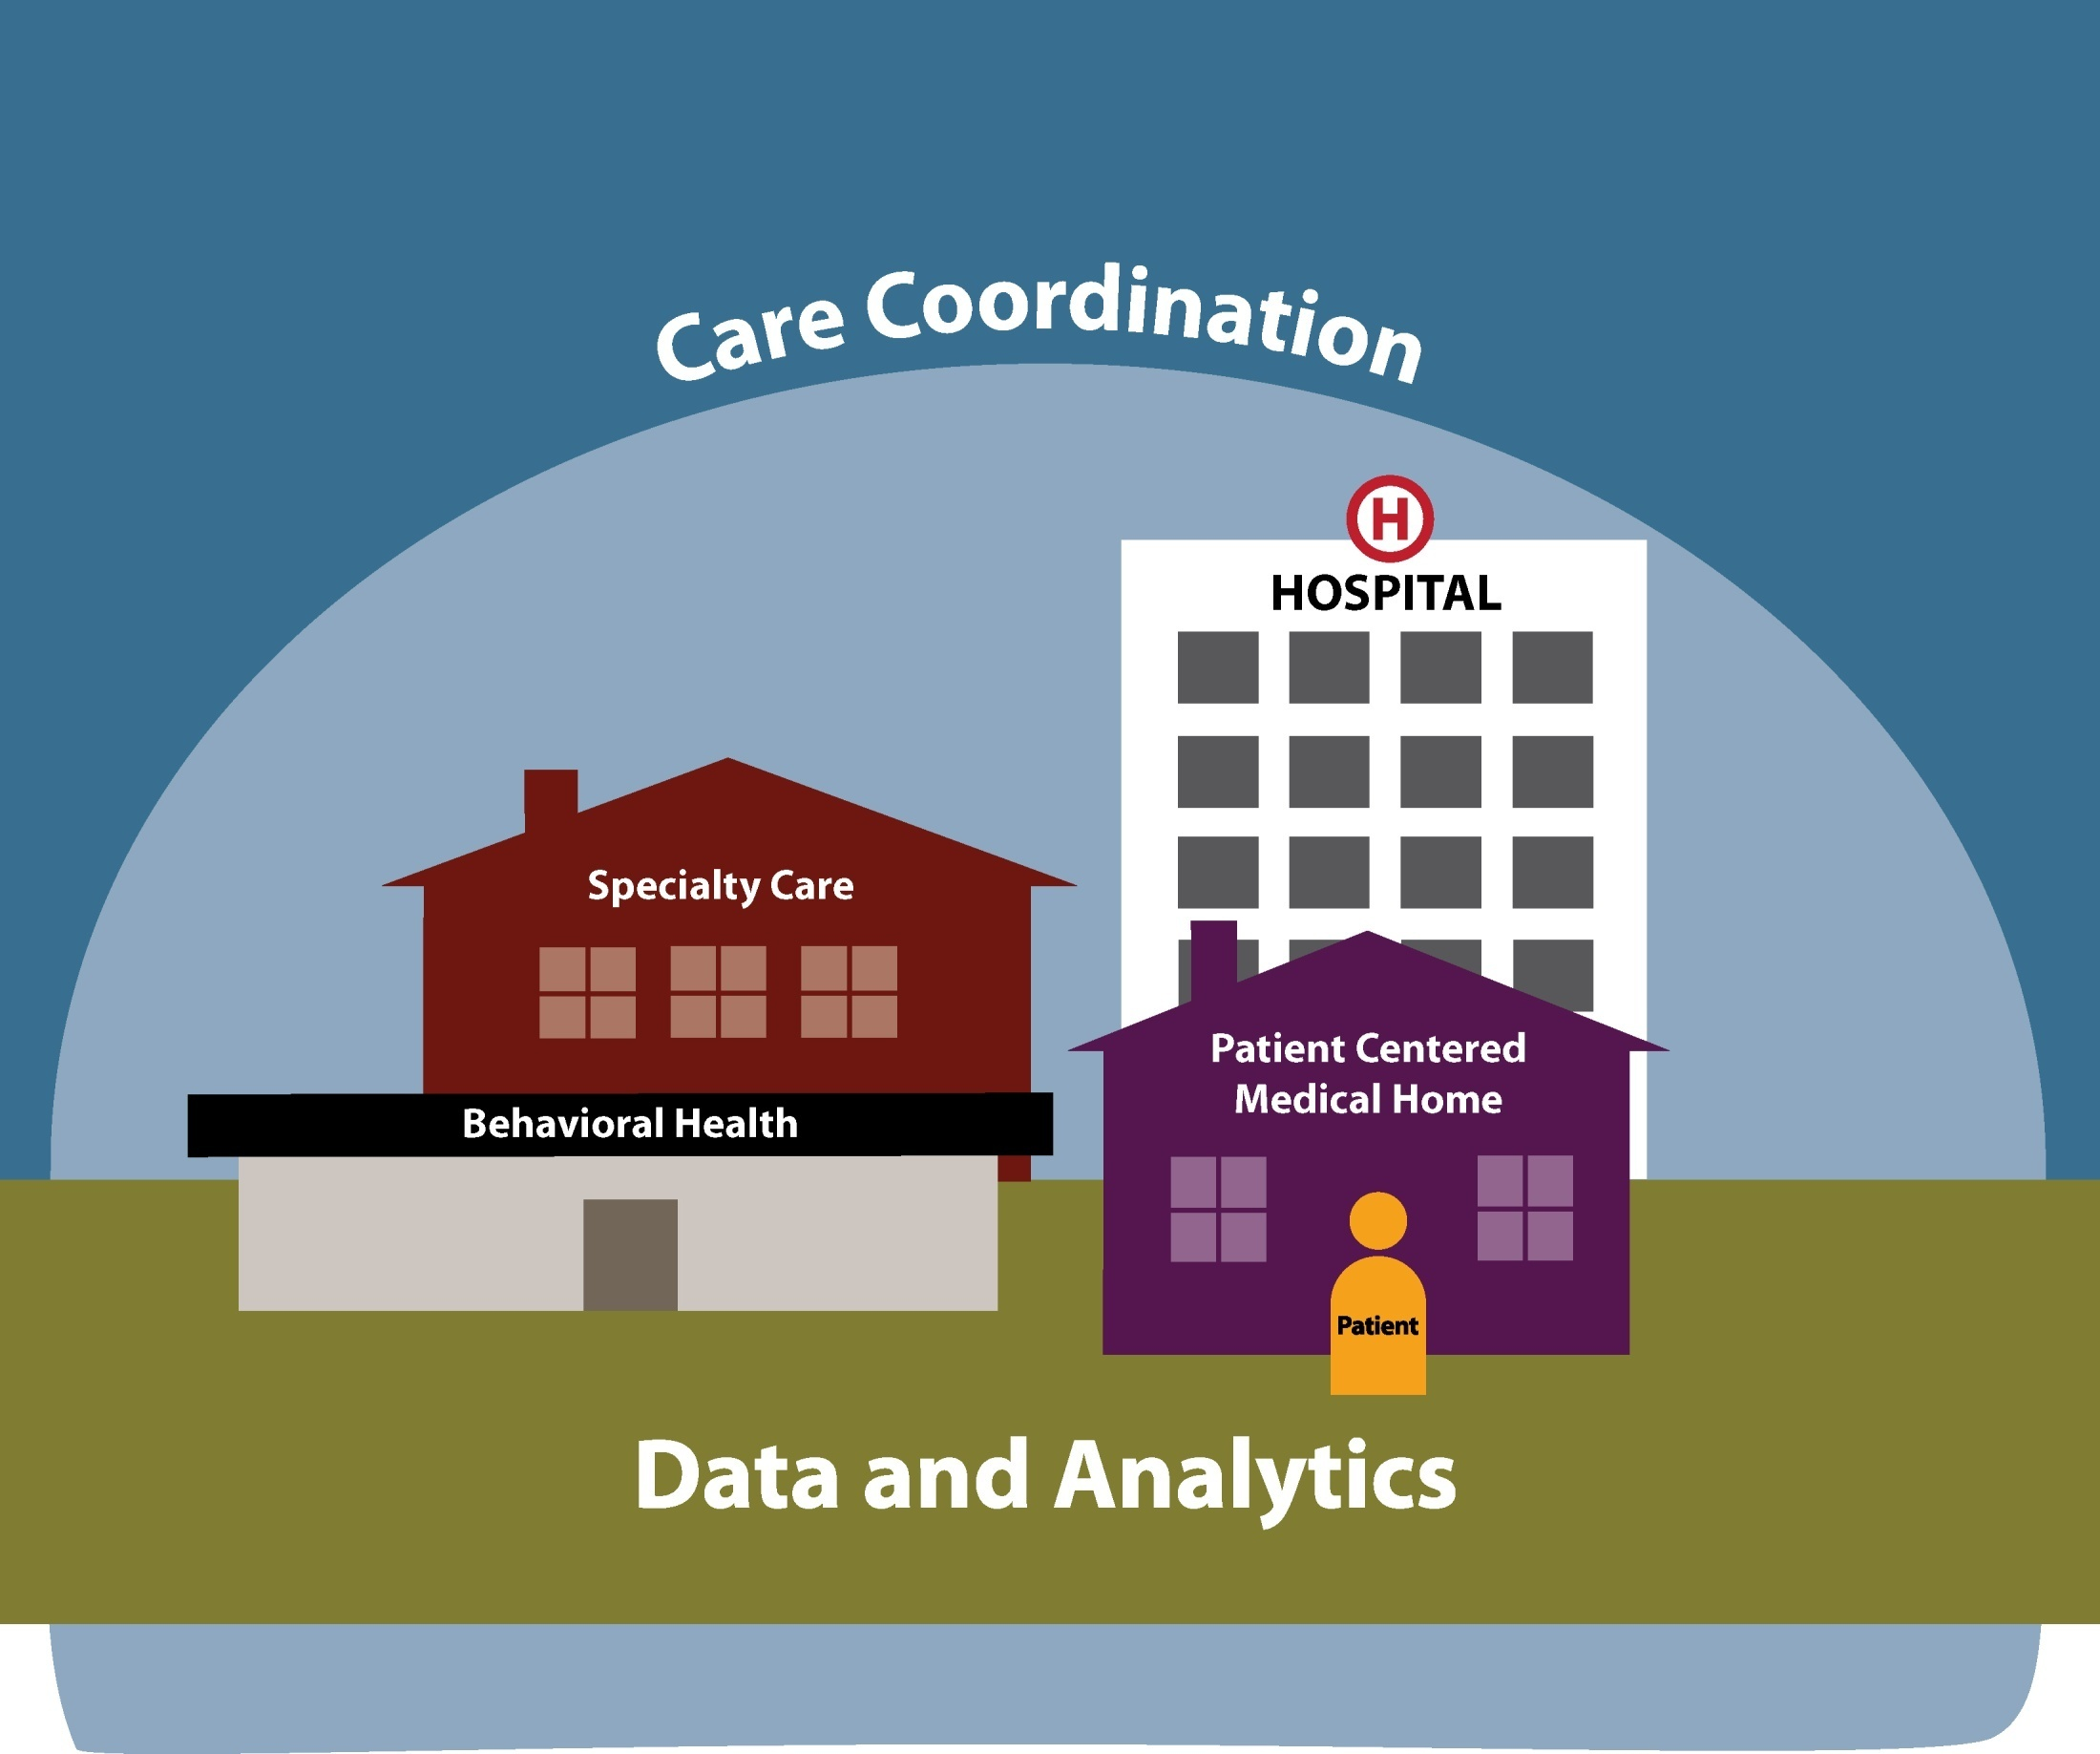 Care Coordination
H
HOSPITAL
Specialty Care
Patient Centered
Medical Home
Behavioral Health
Patient
Data and Analytics